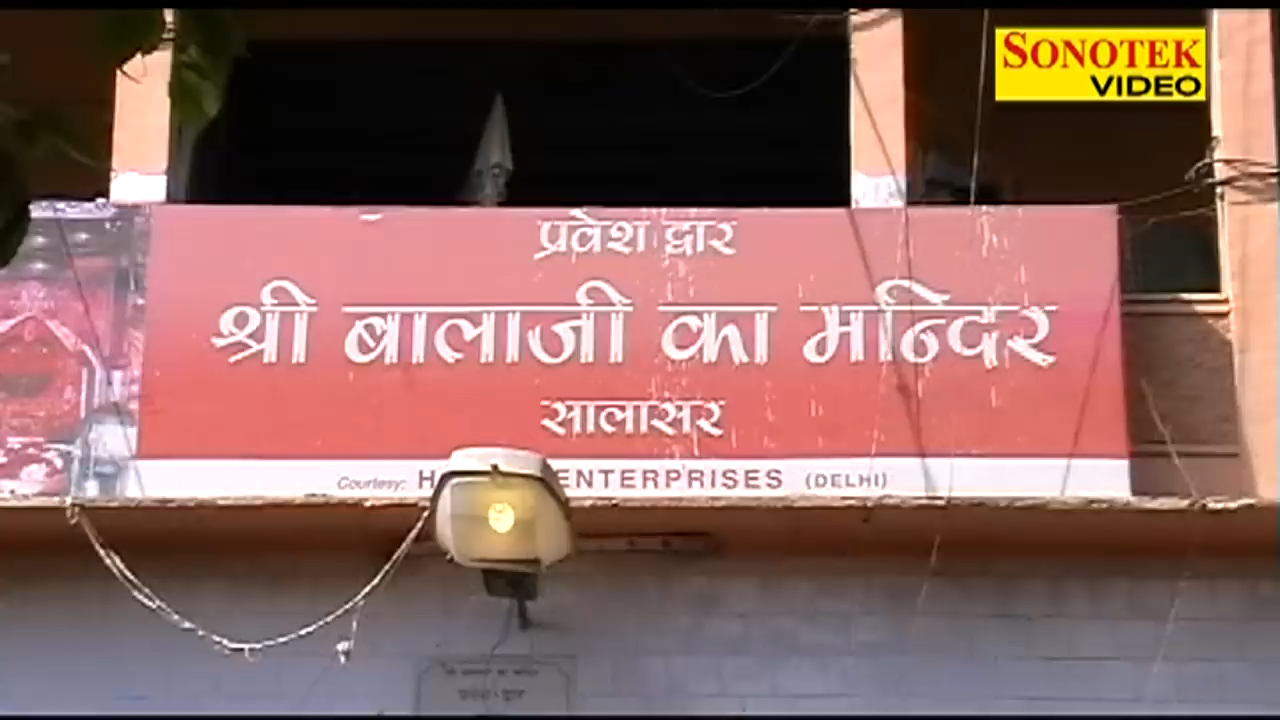 SONOTEK
VIDEO
प्रवेश द्वार
श्री बालाजी का मन्दिर
सालासर
Courtesy: ENTERPRISES (DELHI)